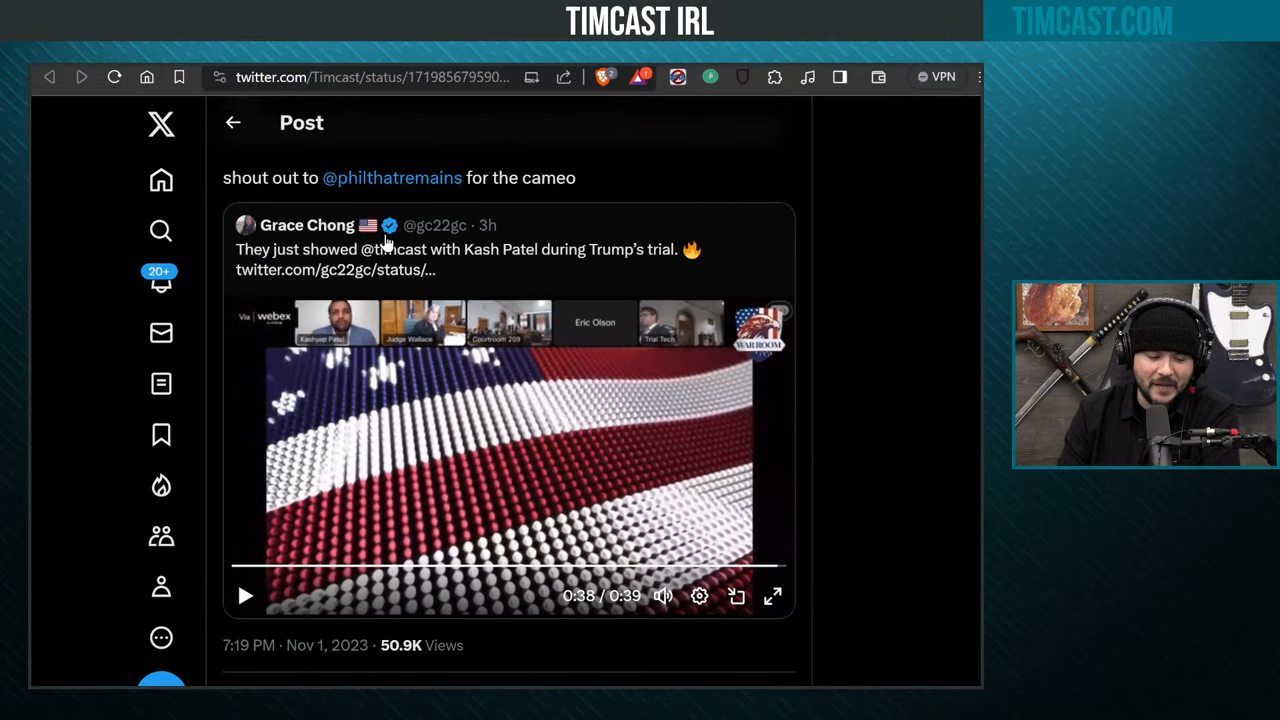 TIMCAST IRL
TIMCAST.COM
twitter.com/Timcast/status/171985679590...
2
1
VPN
Post
shout out to @philthatremains for the cameo
Grace Chong @gc22gc · 3h
They just showed @timcast with Kash Patel during Trump's trial. 🔥
twitter.com/gc22gc/status/...
20+
Via webex
Kashyap Patel
Judge Wallace
Courtroom 209
Eric Olson
Trial Tech
WAR ROOM
0:38 / 0:39
7:19 PM · Nov 1, 2023 · 50.9K Views